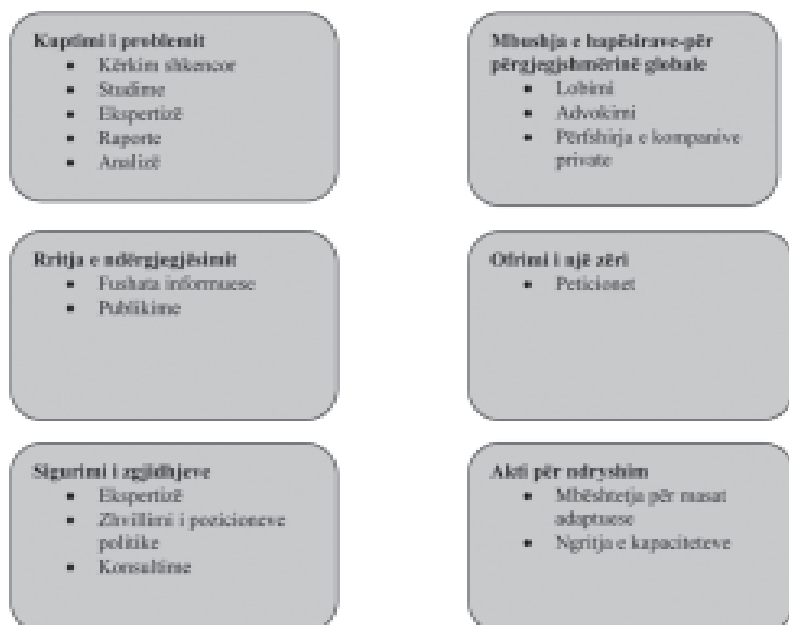 Kuptimi i problemit
• Kërkim shkencor
• Studime
• Ekspertizë
• Raporte
• Analizë
Mbushja e hapësirave-për
përgjegjshmërinë globale
• Lobimi
• Advokimi
• Përfshirja e kompanive
private
Rritja e ndërgjegjësimit
• Fushata informuese
• Publikime
Ofrimi i një zëri
• Peticionet
Sigurimi i zgjidhjeve
• Ekspertizë
• Zhvillimi i pozicioneve
politike
• Konsultime
Akti për ndryshim
• Mbështetja për masat
adaptuese
• Ngritja e kapaciteteve